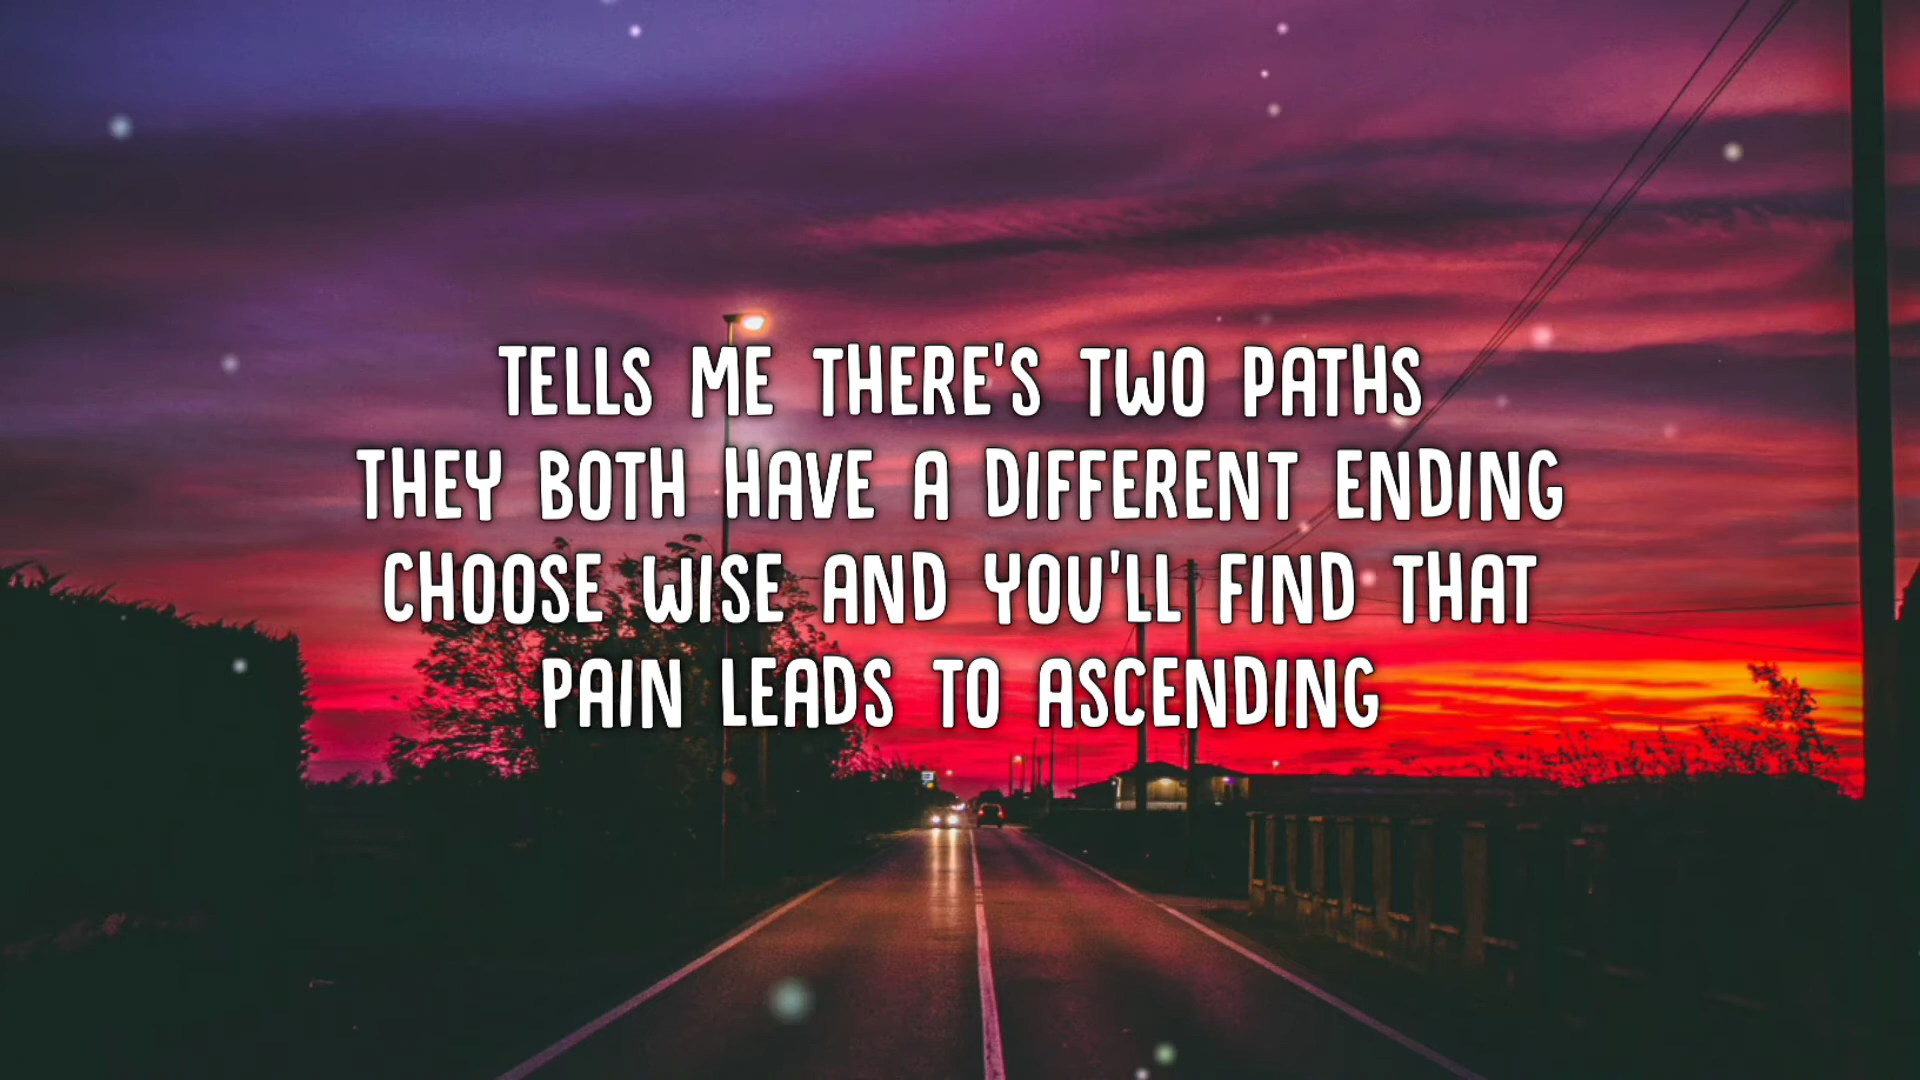 TELLS ME THERE'S TWO PATHS
THEY BOTH HAVE A DIFFERENT ENDING
CHOOSE WISE AND YOU'LL FIND THAT
PAIN LEADS TO ASCENDING